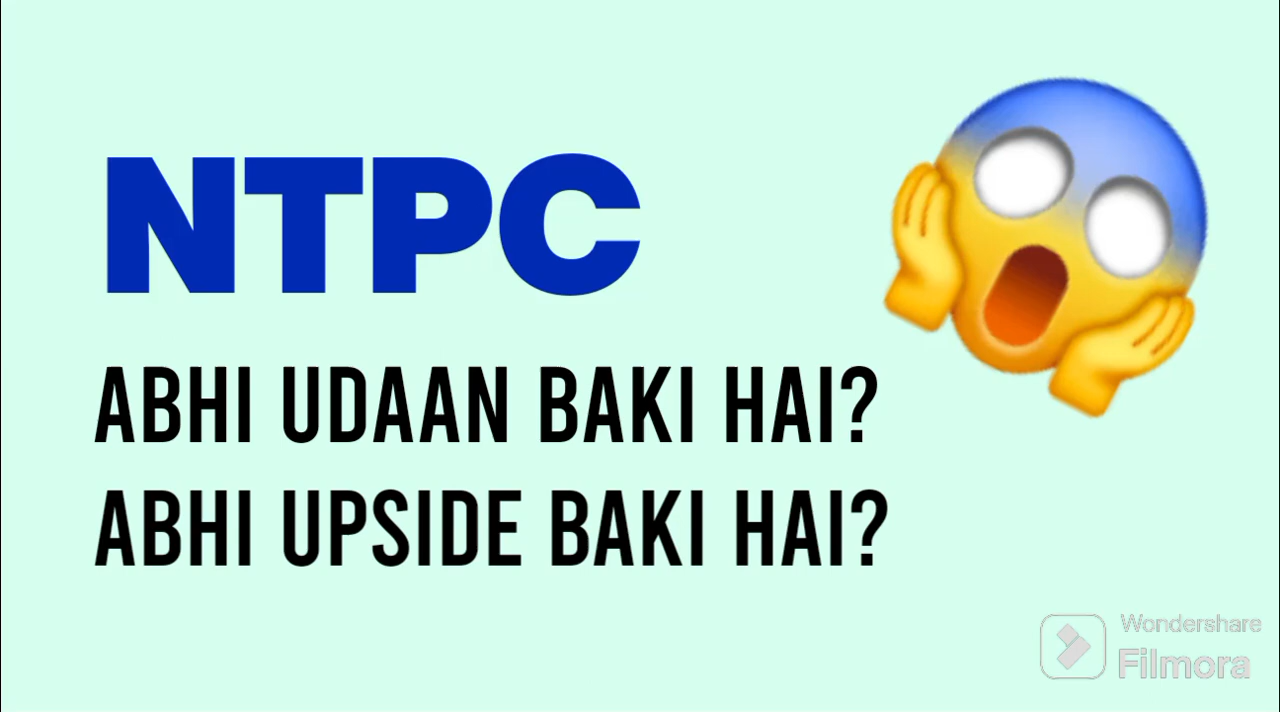 NTPC
ABHI UDAAN BAKI HAI?
ABHI UPSIDE BAKI HAI?
Wondershare
Filmora